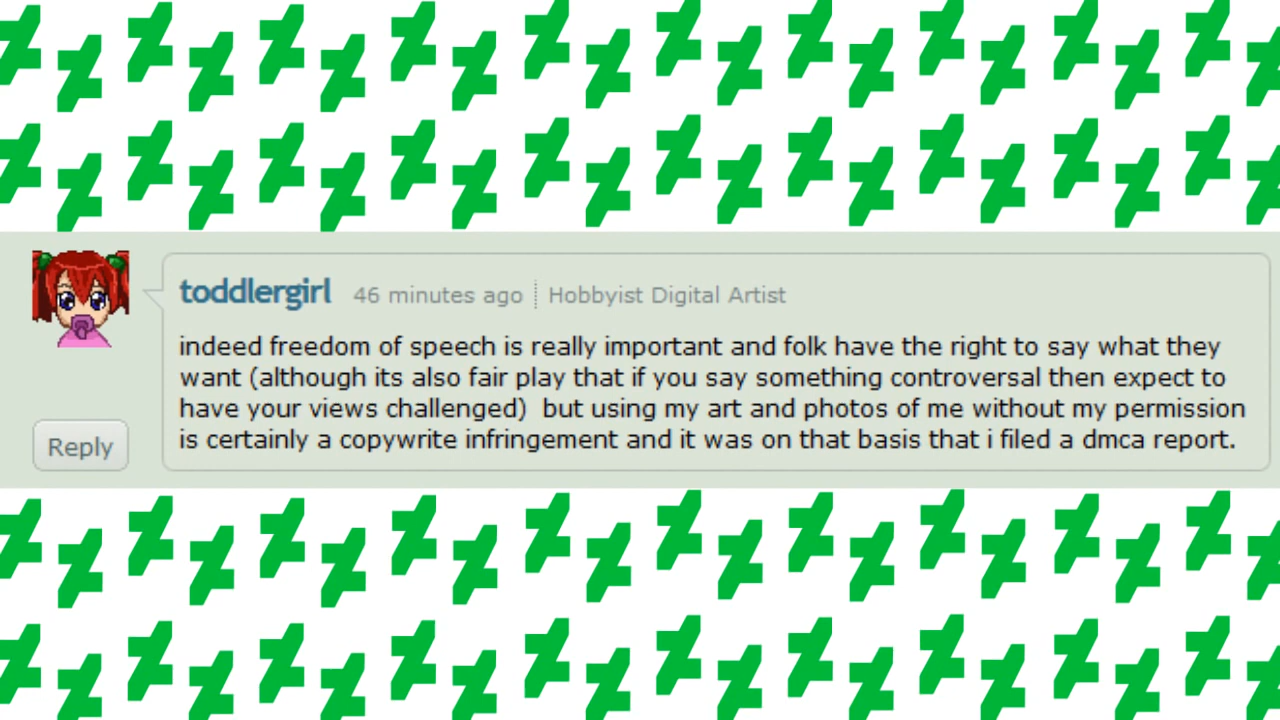 toddlergirl 46 minutes ago Hobbyist Digital Artist
indeed freedom of speech is really important and folk have the right to say what they
want (although its also fair play that if you say something controversal then expect to
have your views challenged) but using my art and photos of me without my permission
is certainly a copywrite infringement and it was on that basis that i filed a dmca report.
Reply